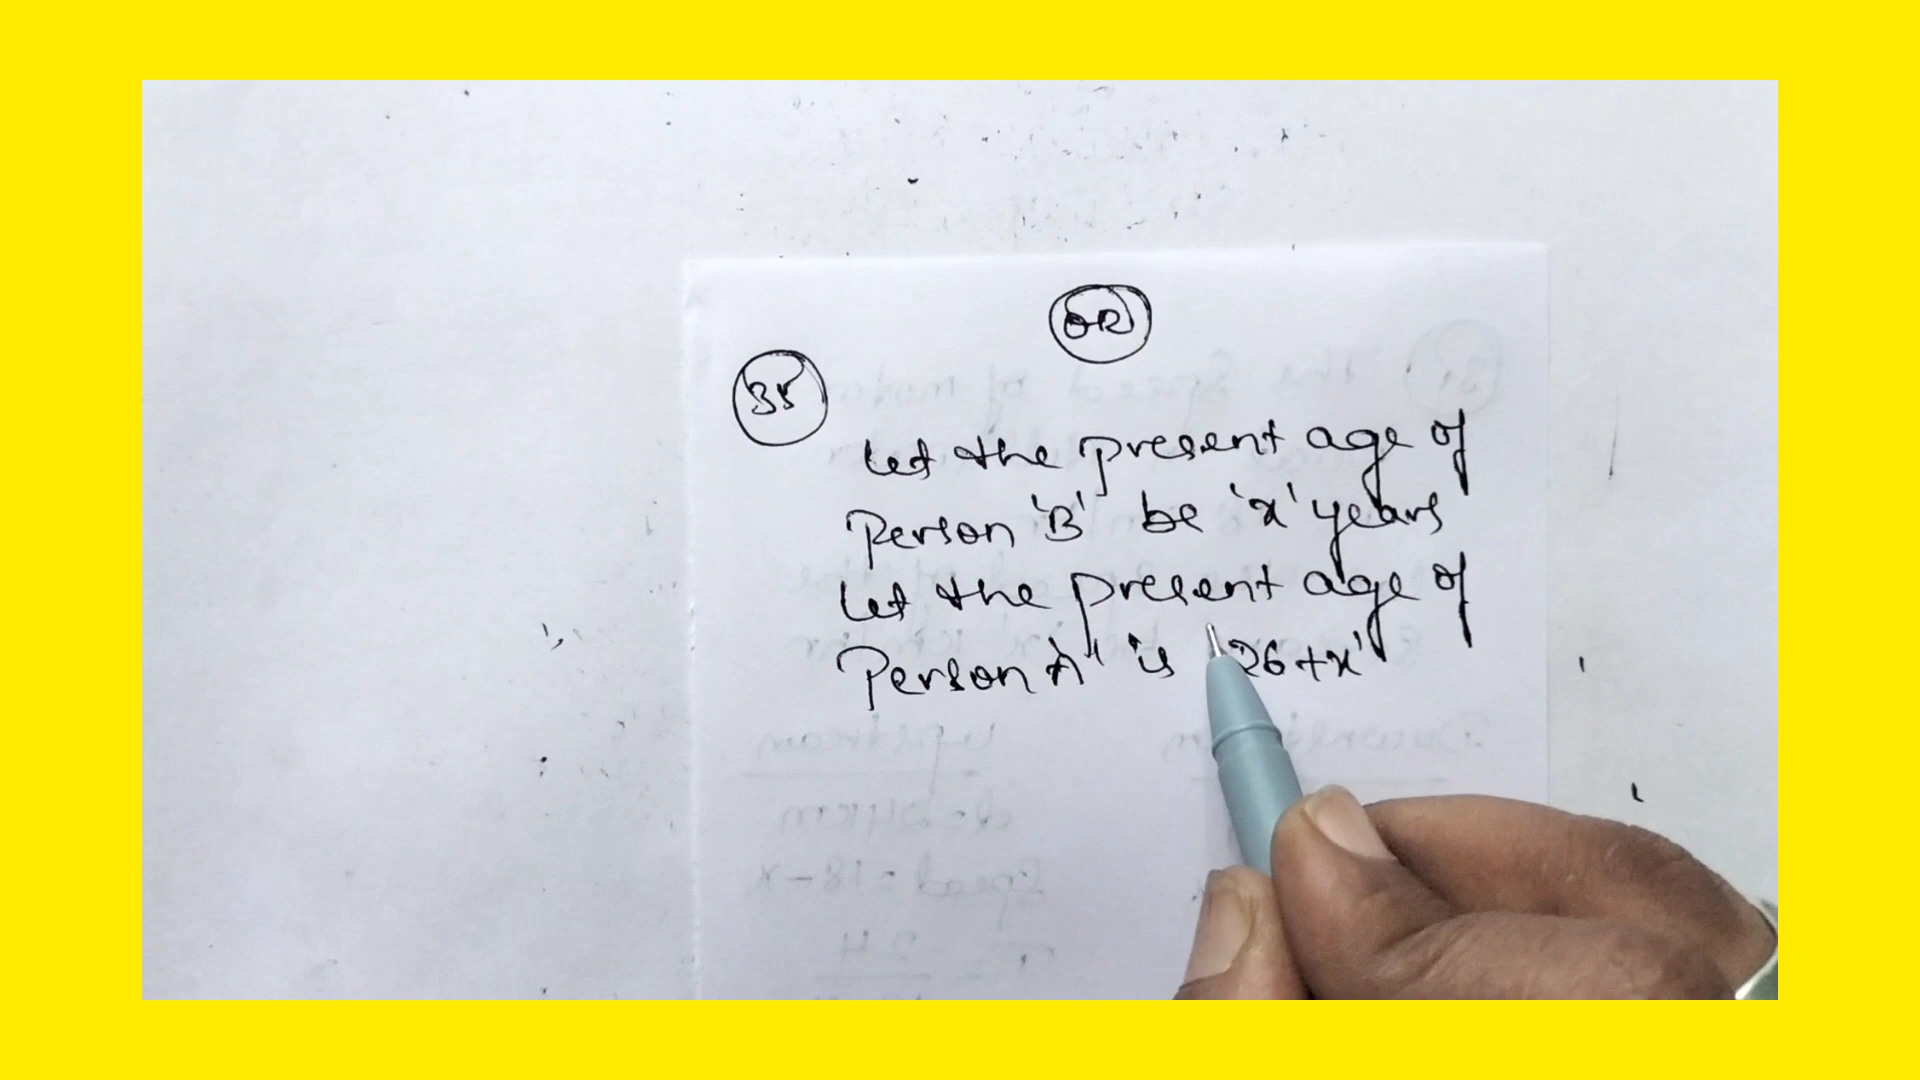 OR
35
Let the present age of
Person 'B' be 'x' years
Let the present age of
Person 'A' is 26+x'